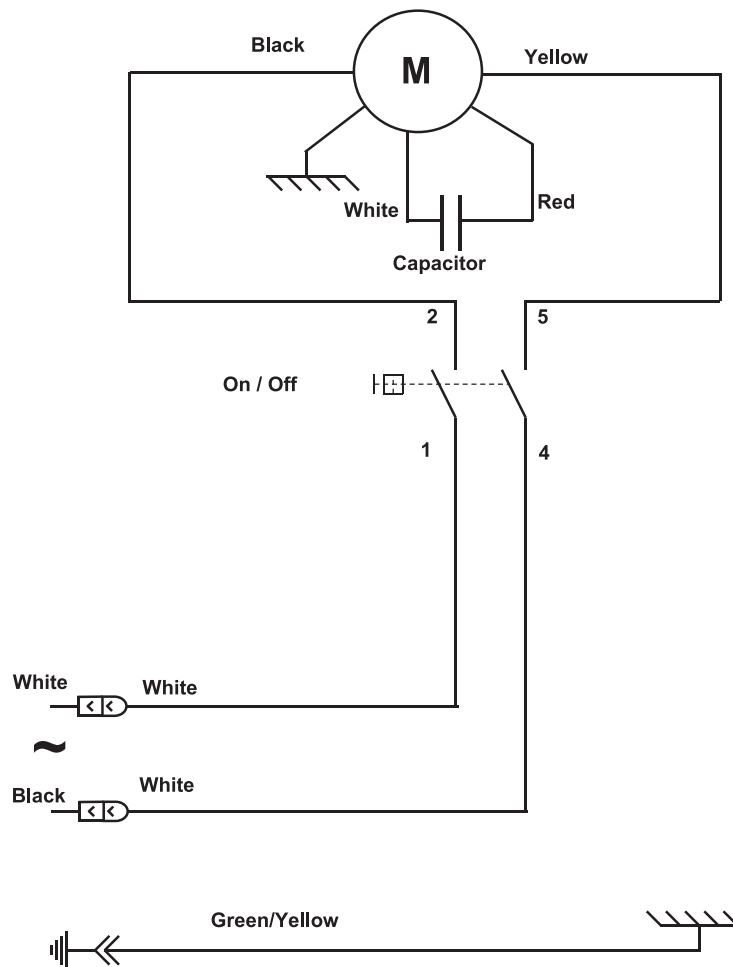 Black
Yellow
M
White
Red
Capacitor
2
5
On / Off
1
4
White
White
~
Black
White
Green/Yellow